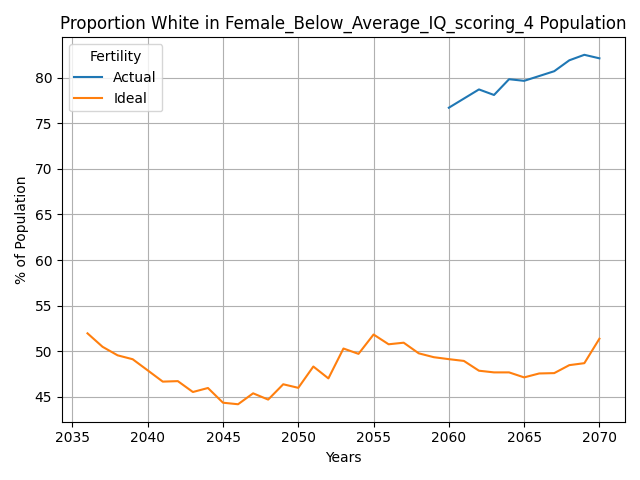 Proportion White in Female_Below_Average_IQ_scoring_4 Population
Fertility
Actual
Ideal
% of Population
80
75
70
65
60
55
50
45
2035 2040 2045 2050 2055 2060 2065 2070
Years